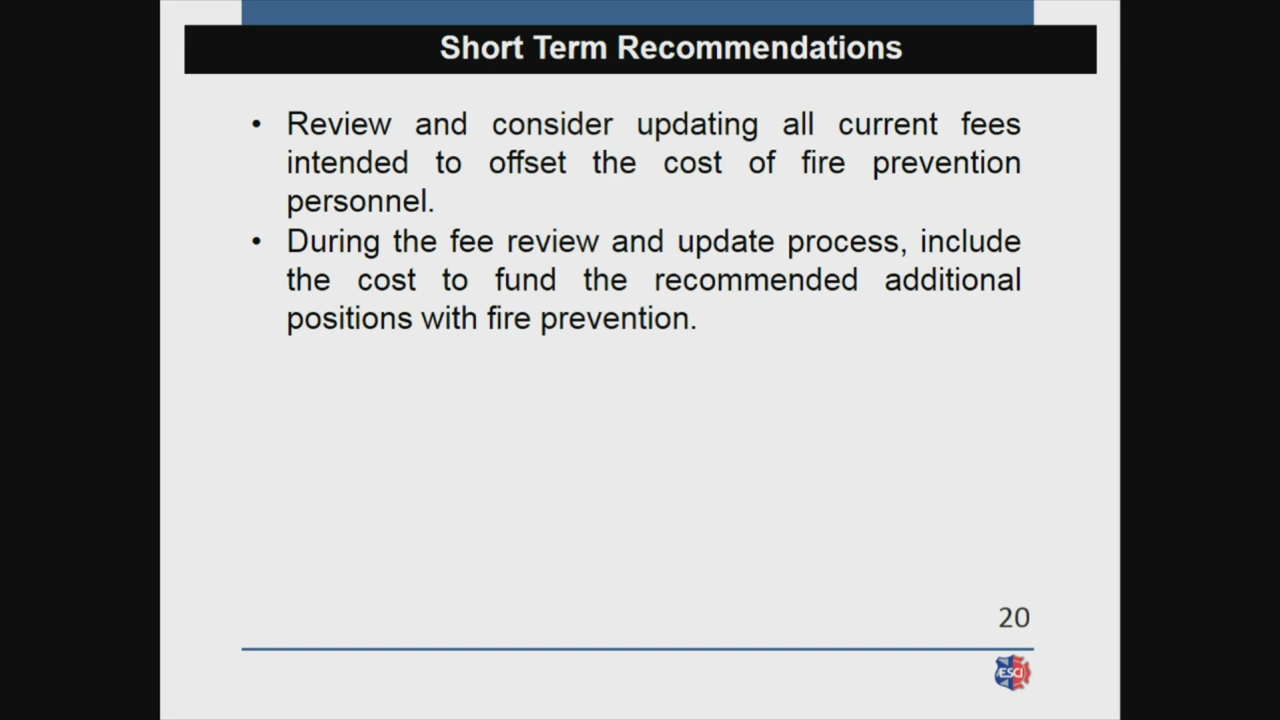 Short Term Recommendations
• Review and consider updating all current fees
intended to offset the cost of fire prevention
personnel.
• During the fee review and update process, include
the cost to fund the recommended additional
positions with fire prevention.
20
ESCI